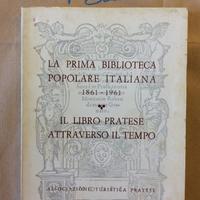 LA PRIMA BIBLIOTECA
POPOLARE ITALIANA
1861 - 1961
IL LIBRO PRATESE
ATTRAVERSO IL TEMPO
ASSOCIAZIONE TURISTICA PRATESE